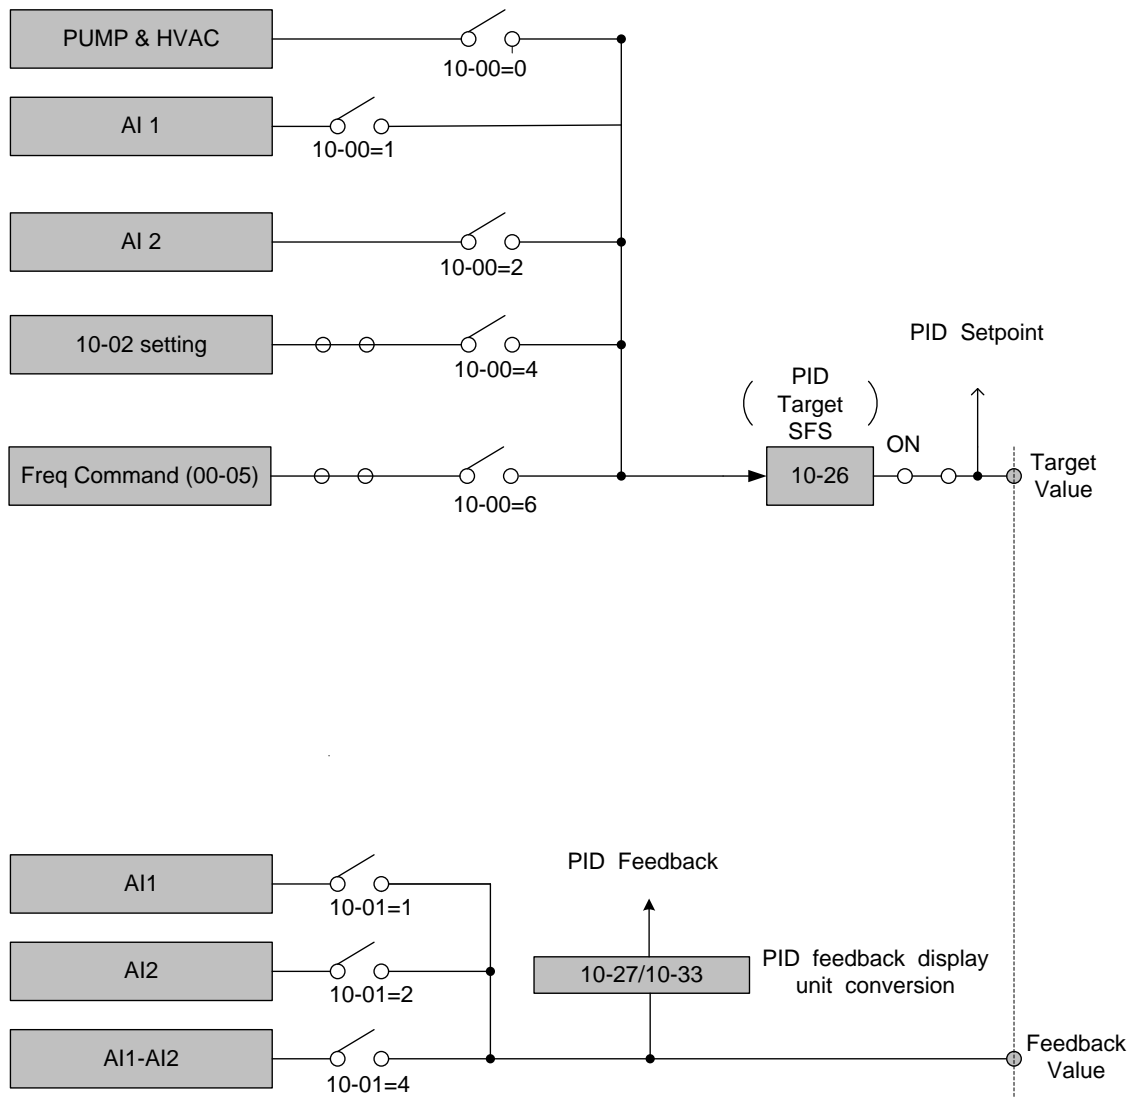 PUMP & HVAC
10-00=0
AI 1
10-00=1
AI 2
10-00=2
10-02 setting
10-00=4
PID Setpoint
PID
Target
SFS
Freq Command (00-05)
10-00=6
10-26
ON
Target
Value
AI1
10-01=1
PID Feedback
AI2
10-01=2
10-27/10-33
PID feedback display
unit conversion
AI1-AI2
10-01=4
Feedback
Value